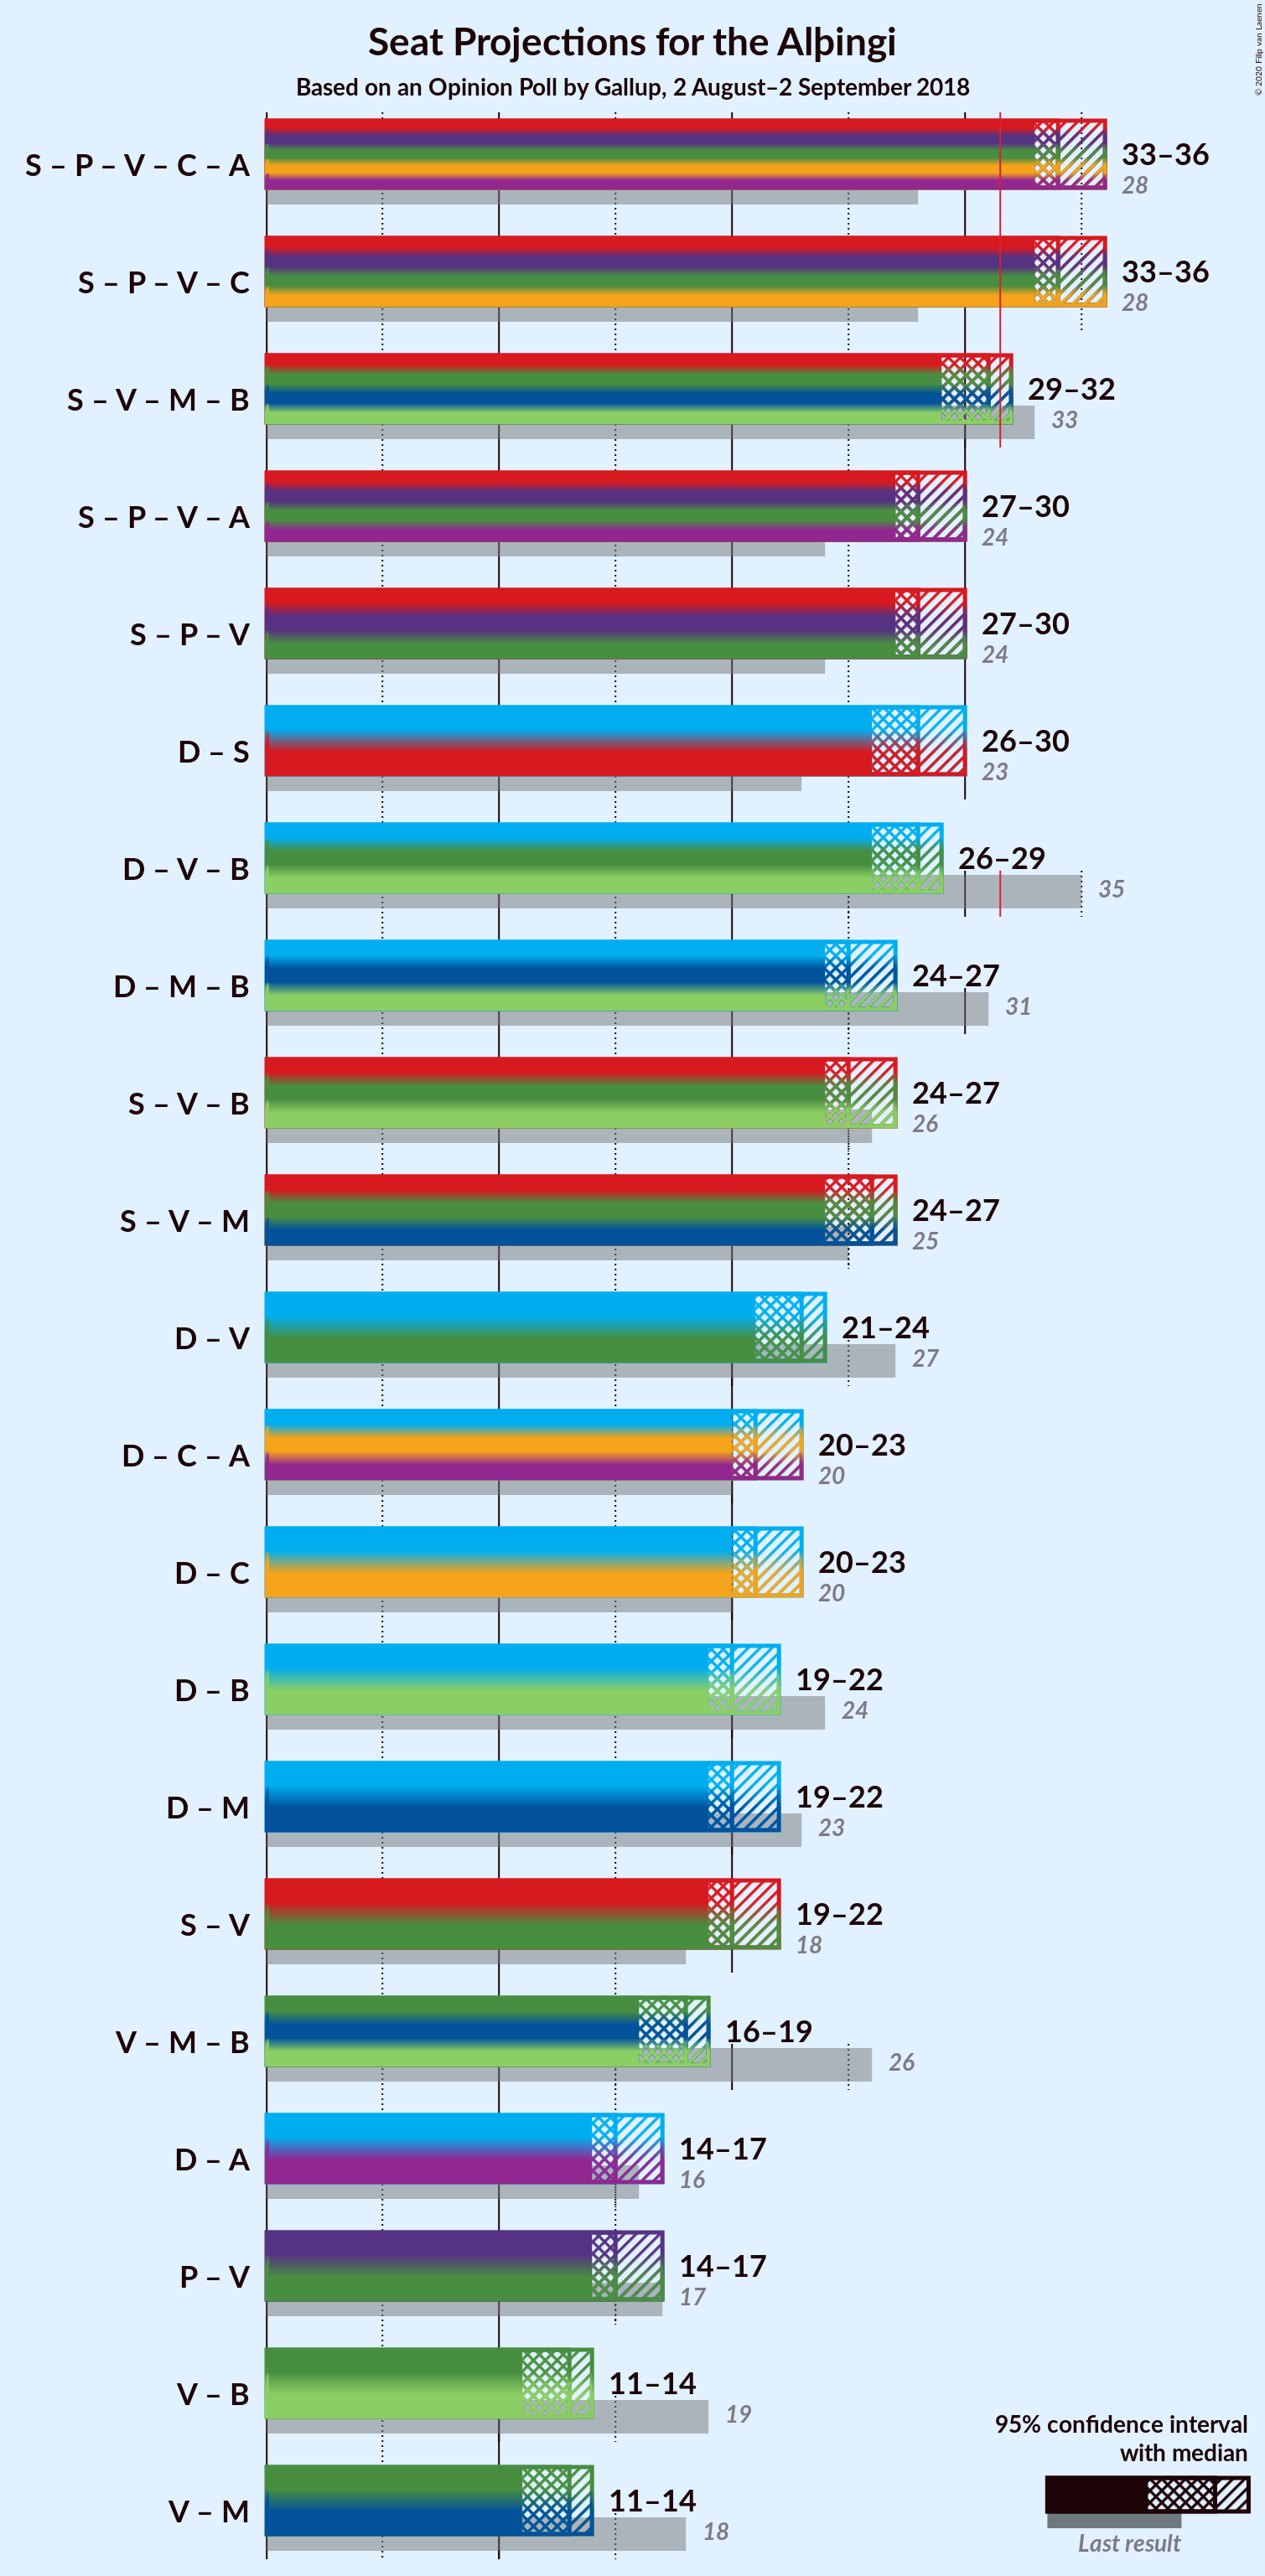 Seat Projections for the Alþingi
Based on an Opinion Poll by Gallup, 2 August–2 September 2018
© 2020 Filip van Laenen
S – P – V – C – A
33–36
28
S – P – V – C
33–36
28
S – V – M – B
29–32
33
S – P – V – A
27–30
24
S – P – V
27–30
24
D – S
26–30
23
D – V – B
26–29
35
D – M – B
24–27
31
S – V – B
24–27
26
S – V – M
24–27
25
D – V
21–24
27
D – C – A
20–23
20
D – C
20–23
20
D – B
19–22
24
D – M
19–22
23
S – V
19–22
18
V – M – B
16–19
26
D – A
14–17
16
P – V
14–17
17
V – B
11–14
19
V – M
11–14
18
95% confidence interval
with median
Last result